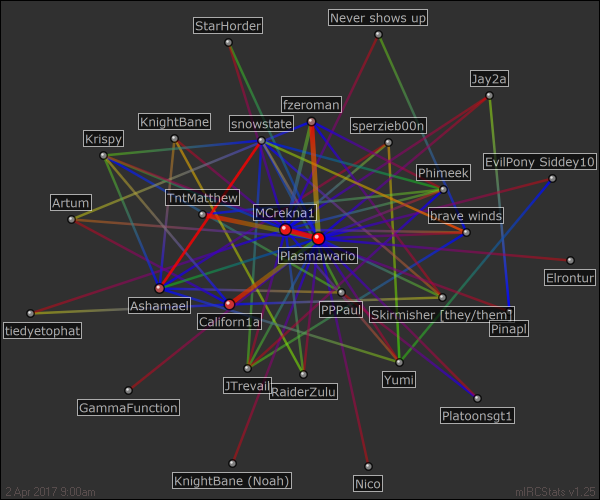 StarHorder
Never shows up
Jay2a
fzeroman
KnightBane
snowstate
sperzieb00n
Krispy
EvilPony Siddey10
Phimeek
Artum
TntMatthew
MCrekna1
brave winds
Plasmawario
Elrontur
Ashamael
PPPaul
Skirmisher [they/them]
Californ1a
tiedyetophat
Pinapl
JTrevail
RaiderZulu
Yumi
GammaFunction
Platoonsgt1
KnightBane (Noah)
Nico
2 Apr 2017 9:00am
mIRCStats v1.25